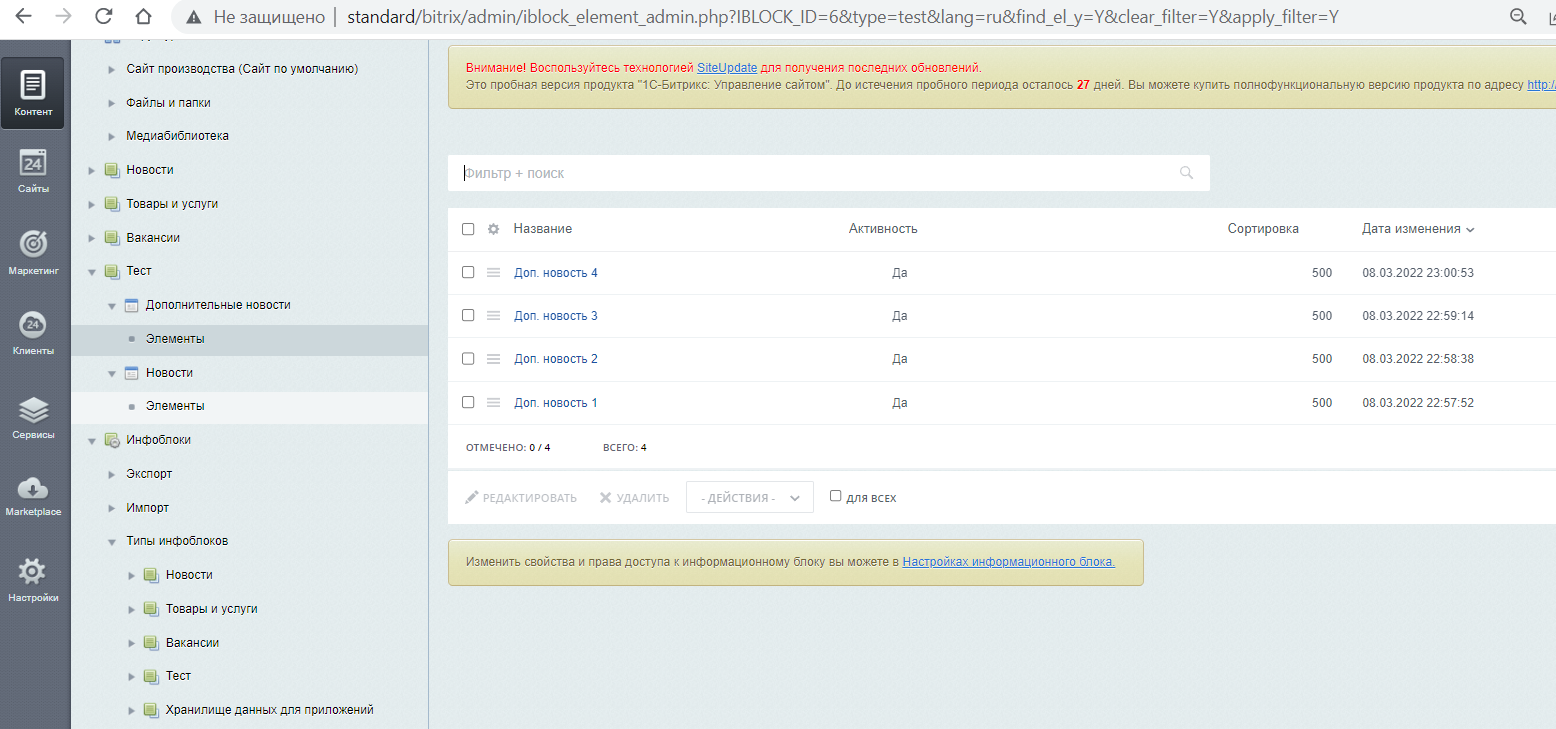 Не защищено | standard/bitrix/admin/iblock_element_admin.php?IBLOCK_ID=6&type=test&lang=ru&find_el_y=Y&clear_filter=Y&apply_filter=Y
Контент
Сайты
24
Маркетинг
Клиенты
24
Сервисы
Marketplace
Настройки
Сайт производства (Сайт по умолчанию)
Файлы и папки
Медиабиблиотека
Новости
Товары и услуги
Вакансии
Тест
Дополнительные новости
Элементы
Новости
Элементы
Инфоблоки
Экспорт
Импорт
Типы инфоблоков
Новости
Товары и услуги
Вакансии
Тест
Хранилище данных для приложений
Внимание! Воспользуйтесь технологией SiteUpdate для получения последних обновлений.
Это пробная версия продукта "1С-Битрикс: Управление сайтом". До истечения пробного периода осталось 27 дней. Вы можете купить полнофункциональную версию продукта по адресу http:/
Фильтр + поиск
Название Активность Сортировка Дата изменения
Доп. новость 4 Да 500 08.03.2022 23:00:53
Доп. новость 3 Да 500 08.03.2022 22:59:14
Доп. новость 2 Да 500 08.03.2022 22:58:38
Доп. новость 1 Да 500 08.03.2022 22:57:52
ОТМЕЧЕНО: 0 / 4 ВСЕГО: 4
РЕДАКТИРОВАТЬ УДАЛИТЬ - ДЕЙСТВИЯ - ДЛЯ ВСЕХ
Изменить свойства и права доступа к информационному блоку вы можете в Настройках информационного блока.